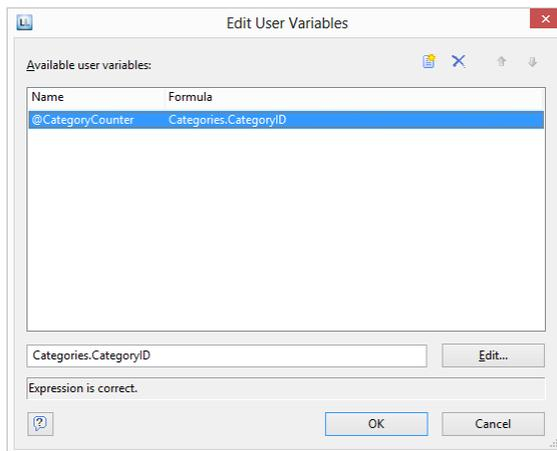 Edit User Variables
Available user variables:
Name Formula
@CategoryCounter Categories.CategoryID
Categories.CategoryID Edit...
Expression is correct.
OK Cancel